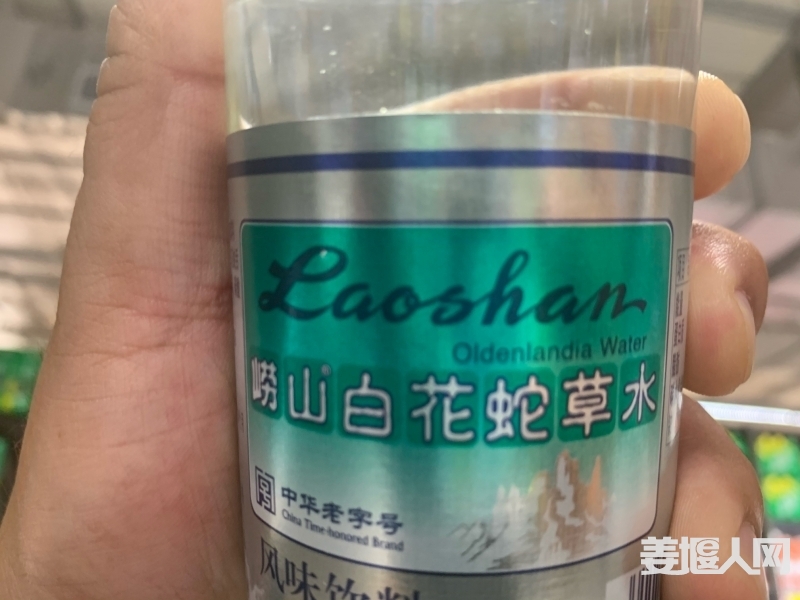 Laoshan
Oldenlandia Water
崂山®白花蛇草水
中华老字号
China Time-honored Brand
风味饮料
姜堰人网